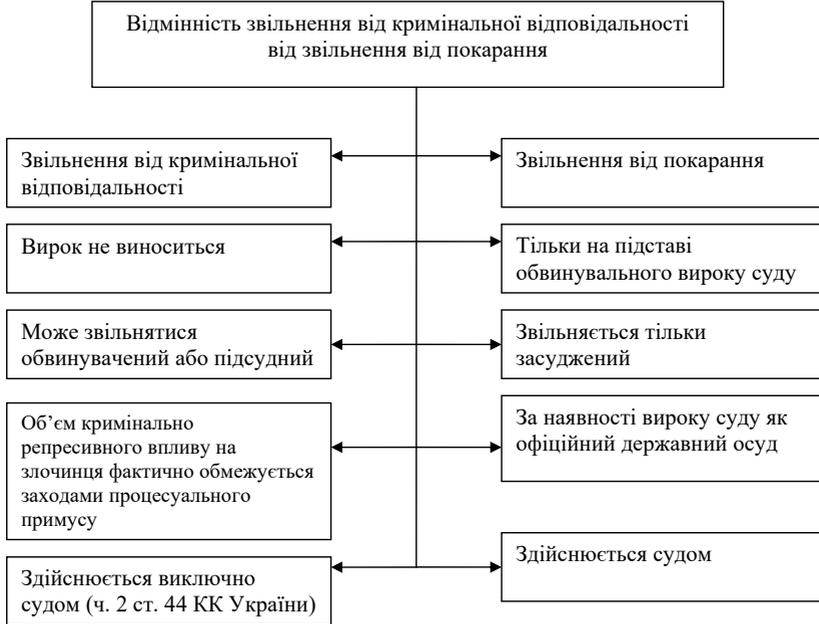 Відмінність звільнення від кримінальної відповідальності
від звільнення від покарання
Звільнення від кримінальної
відповідальності
Звільнення від покарання
Вирок не виноситься
Тільки на підставі
обвинувального вироку суду
Може звільнятися
обвинувачений або підсудний
Звільняється тільки
засуджений
Об’єм кримінально
репресивного впливу на
злочинця фактично обмежується
заходами процесуального
примусу
За наявності вироку суду як
офіційний державний осуд
Здійснюється виключно
судом (ч. 2 ст. 44 КК України)
Здійснюється судом